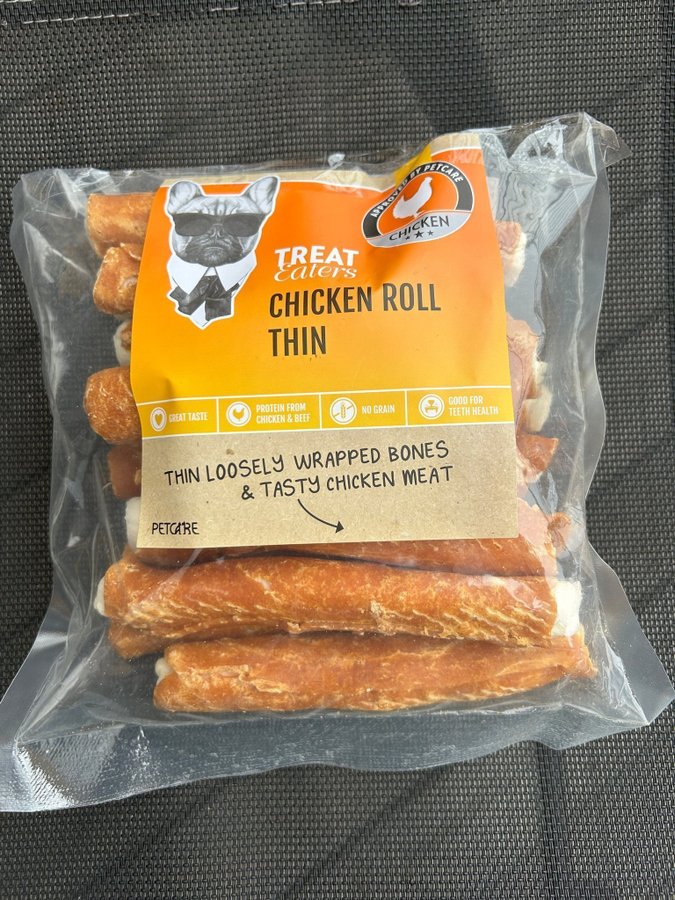 APPROVED BY PETCARE
CHICKEN
TREAT
Eaters
CHICKEN ROLL
THIN
GREAT TASTE
PROTEIN FROM
CHICKEN & BEEF
NO GRAIN
GOOD FOR
TEETH HEALTH
THIN LOOSELY WRAPPED BONES
& TASTY CHICKEN MEAT
PETCARE